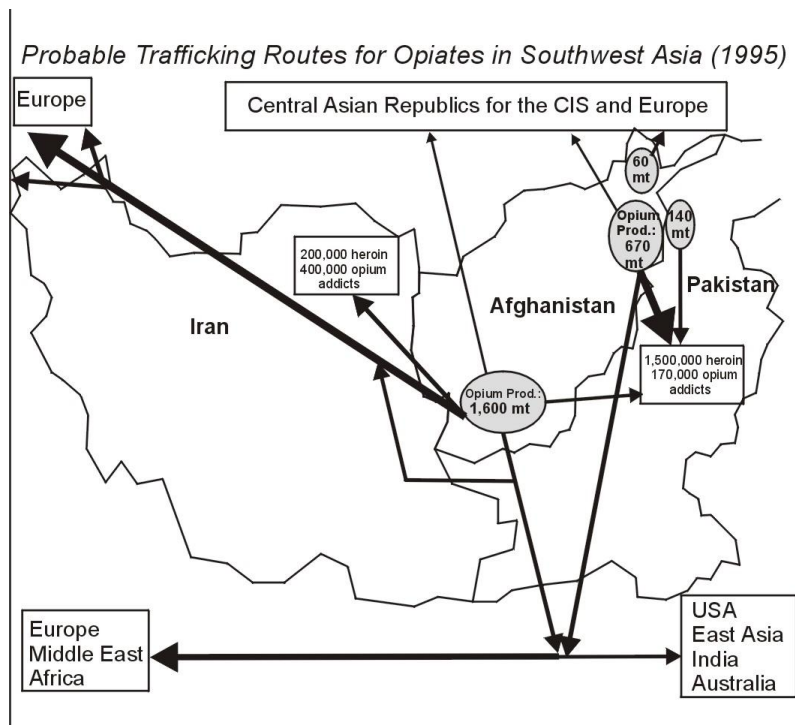 Probable Trafficking Routes for Opiates in Southwest Asia (1995)
Europe
Central Asian Republics for the CIS and Europe
60
mt
Opium
Prod.:
670
mt
140
mt
200,000 heroin
400,000 opium
addicts
Afghanistan
Pakistan
Iran
1,500,000 heroin
170,000 opium
addicts
Opium Prod.:
1,600 mt
Europe
Middle East
Africa
USA
East Asia
India
Australia